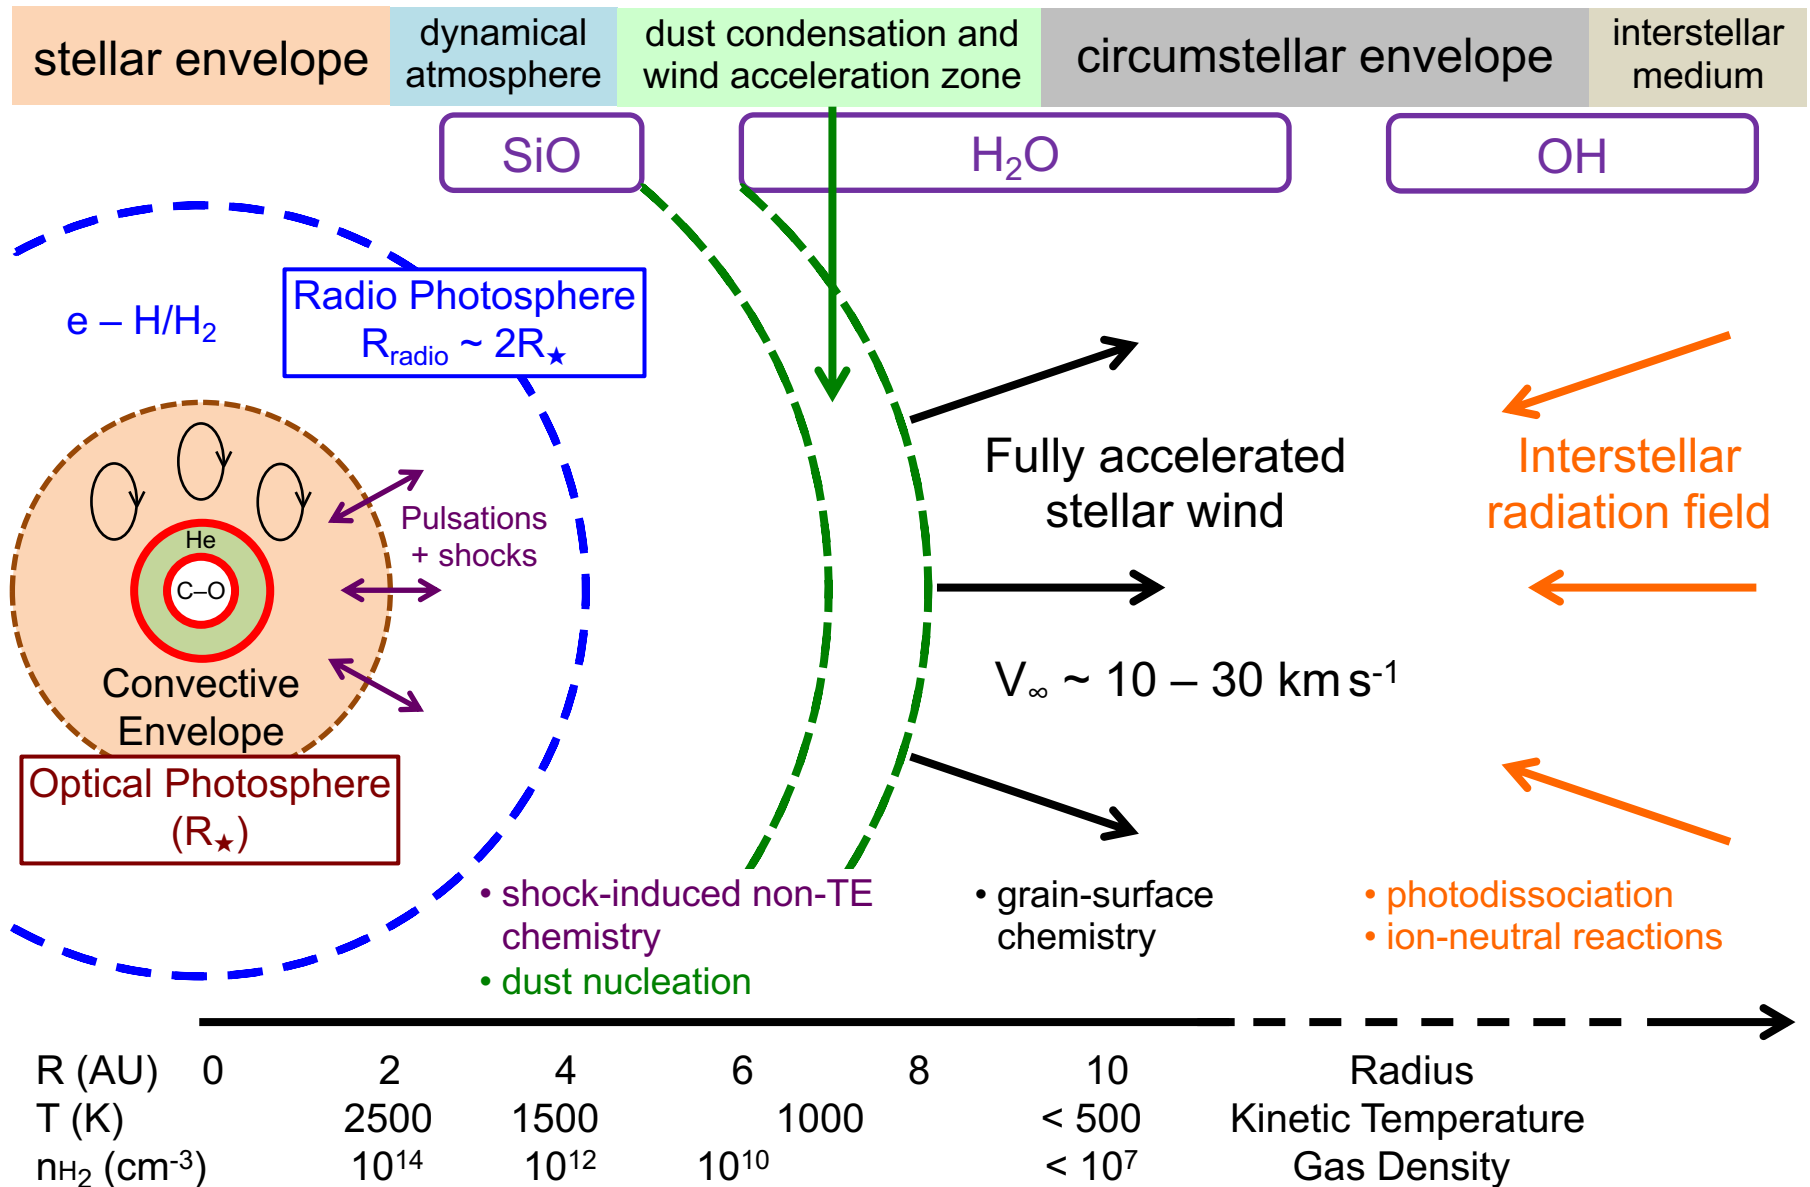 stellar envelope
dynamical
atmosphere
dust condensation and
wind acceleration zone
circumstellar envelope
interstellar
medium
SiO
H₂O
OH
e – H/H₂
Radio Photosphere
R_radio ~ 2R★
Pulsations
+ shocks
He
C–O
Convective
Envelope
Optical Photosphere
(R★)
Fully accelerated
stellar wind
V∞ ~ 10 – 30 km s⁻¹
Interstellar
radiation field
• shock-induced non-TE
chemistry
• dust nucleation
• grain-surface
chemistry
• photodissociation
• ion-neutral reactions
R (AU) 0 2 4 6 8 10 Radius
T (K) 2500 1500 1000 < 500 Kinetic Temperature
nH₂ (cm⁻³) 10¹⁴ 10¹² 10¹⁰ < 10⁷ Gas Density